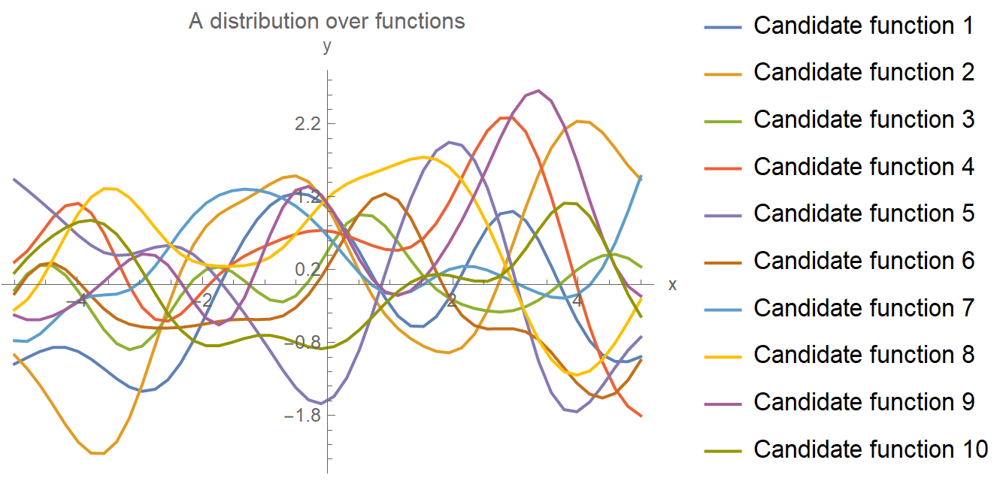 A distribution over functions
y
2.2
1.2
0.2
−0.8
−1.8
−4
−2
2
4
x
Candidate function 1
Candidate function 2
Candidate function 3
Candidate function 4
Candidate function 5
Candidate function 6
Candidate function 7
Candidate function 8
Candidate function 9
Candidate function 10